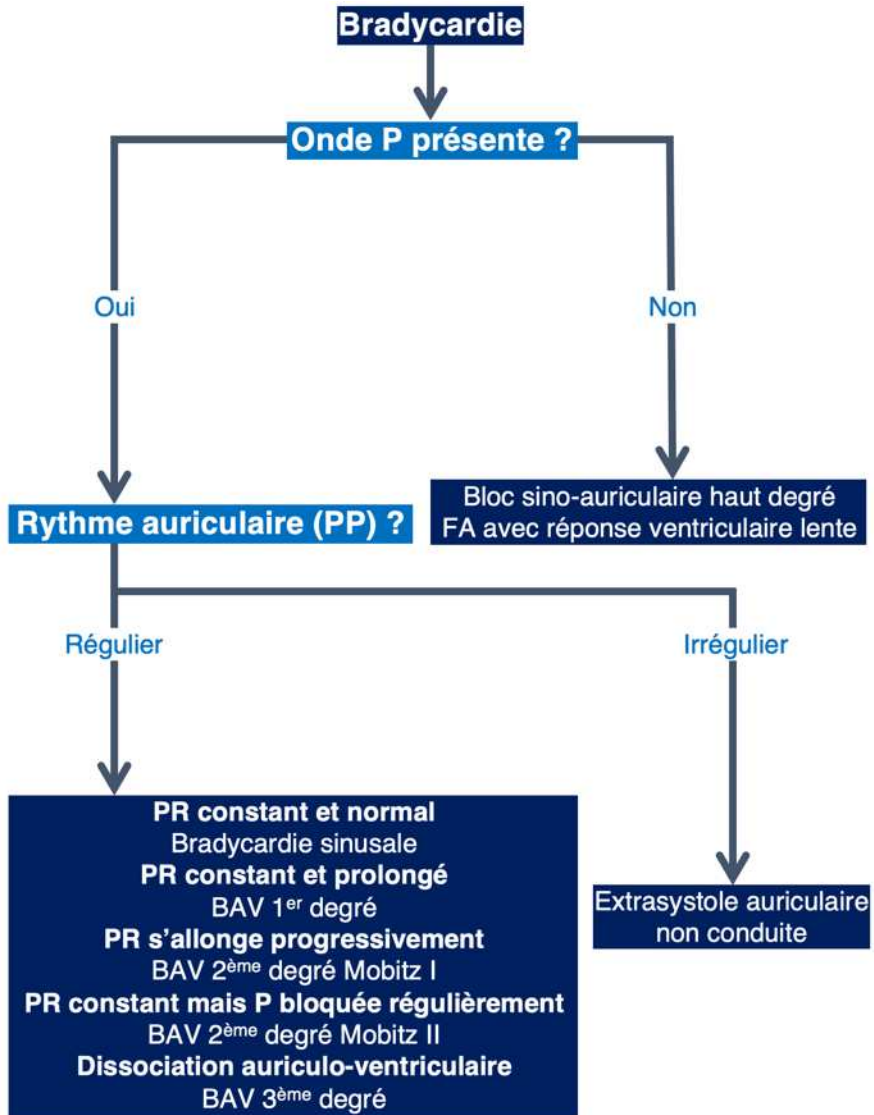 Bradycardie
Onde P présente ?
Oui
Non
Bloc sino-auriculaire haut degré
FA avec réponse ventriculaire lente
Rythme auriculaire (PP) ?
Régulier
Irrégulier
PR constant et normal
Bradycardie sinusale
PR constant et prolongé
BAV 1er degré
PR s'allonge progressivement
BAV 2ème degré Mobitz I
PR constant mais P bloquée régulièrement
BAV 2ème degré Mobitz II
Dissociation auriculo-ventriculaire
BAV 3ème degré
Extrasystole auriculaire
non conduite